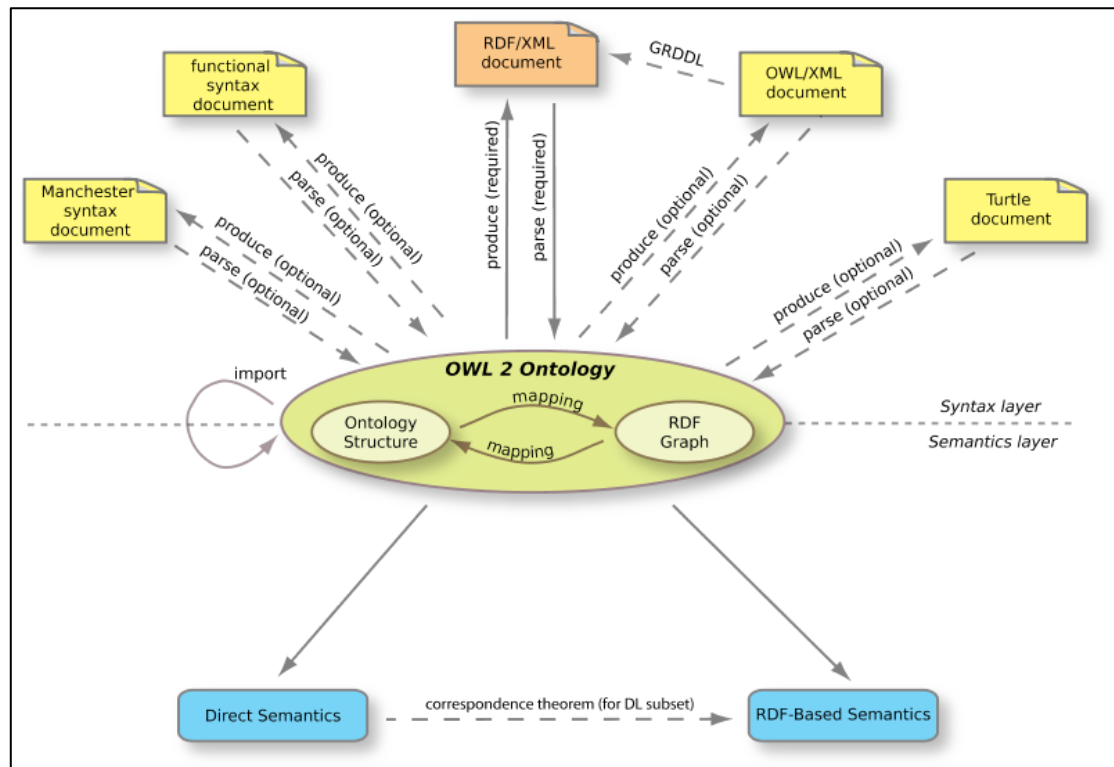 RDF/XML
document
GRDDL
functional
syntax
document
OWL/XML
document
Manchester
syntax
document
Turtle
document
produce (optional)
parse (optional)
produce (optional)
parse (optional)
produce (required)
parse (required)
produce (optional)
parse (optional)
produce (optional)
parse (optional)
import
OWL 2 Ontology
mapping
Ontology
Structure
RDF
Graph
mapping
Syntax layer
Semantics layer
Direct Semantics
correspondence theorem (for DL subset)
RDF-Based Semantics